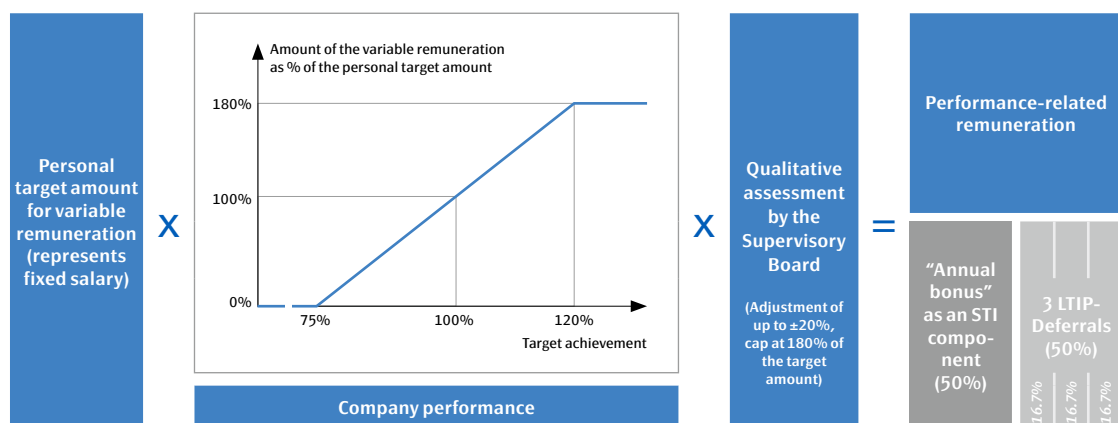 Personal
target amount
for variable
remuneration
(represents
fixed salary)
X
Amount of the variable remuneration
as % of the personal target amount
180%
100%
0%
75%
100%
120%
Target achievement
Company performance
X
Qualitative
assessment
by the
Supervisory
Board
(Adjustment of
up to ±20%,
cap at 180% of
the target
amount)
=
Performance-related
remuneration
“Annual
bonus”
as an STI
compo-
nent
(50%)
3 LTIP-
Deferrals
(50%)
16.7%
16.7%
16.7%